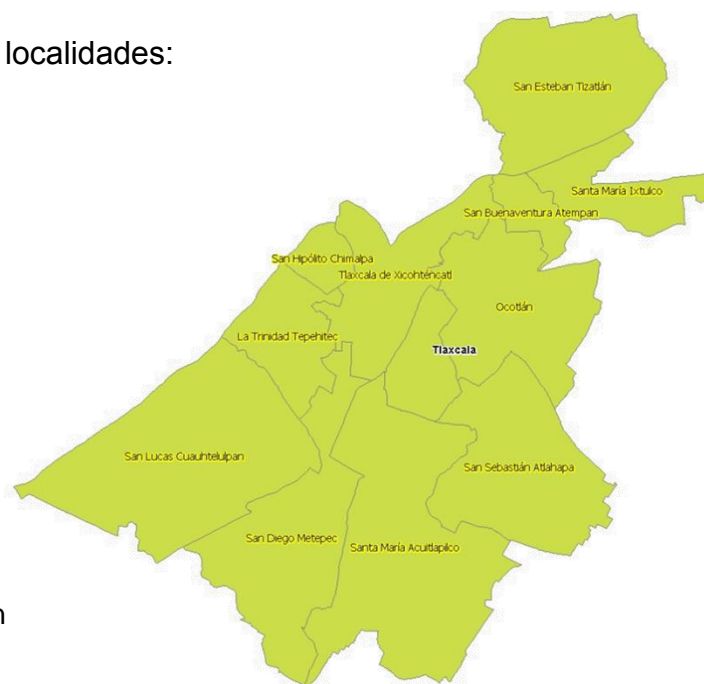 localidades:
San Esteban Tizatlán
Santa María Ixtulco
San Buenaventura Atempan
San Hipólito Chimalpa
Tlaxcala de Xicohténcatl
Ocotlán
La Trinidad Tepehitec
Tlaxcala
San Lucas Cuauhtelulpan
San Sebastián Atlahapa
San Diego Metepec
Santa María Acuitlapilco
n